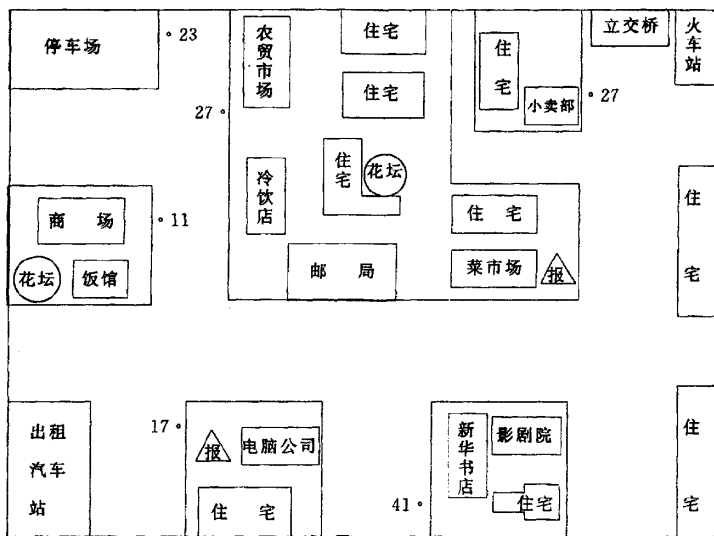 停车场
23
农贸市场
住宅
住宅
27
住宅
小卖部
27
立交桥
火车站
住宅
花坛
冷饮店
商 场
11
花坛
饭馆
邮 局
住 宅
菜市场
报
住 宅
出租汽车站
17
报
电脑公司
住 宅
新华书店
影剧院
41
住宅
住 宅